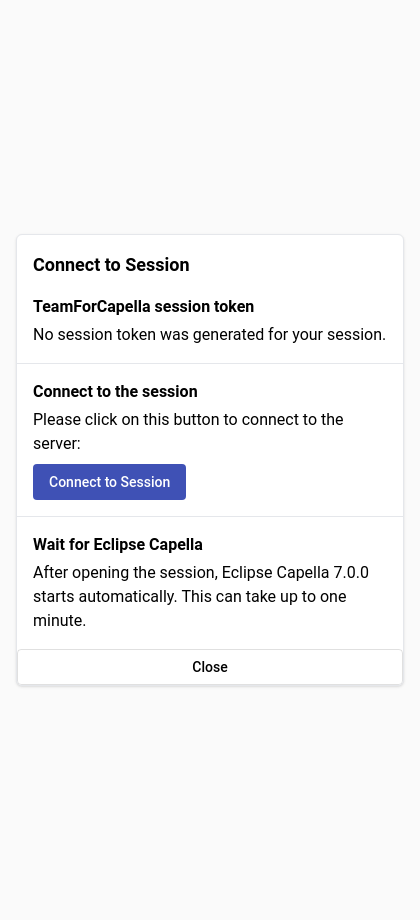 Connect to Session
TeamForCapella session token
No session token was generated for your session.
Connect to the session
Please click on this button to connect to the
server:
Connect to Session
Wait for Eclipse Capella
After opening the session, Eclipse Capella 7.0.0
starts automatically. This can take up to one
minute.
Close